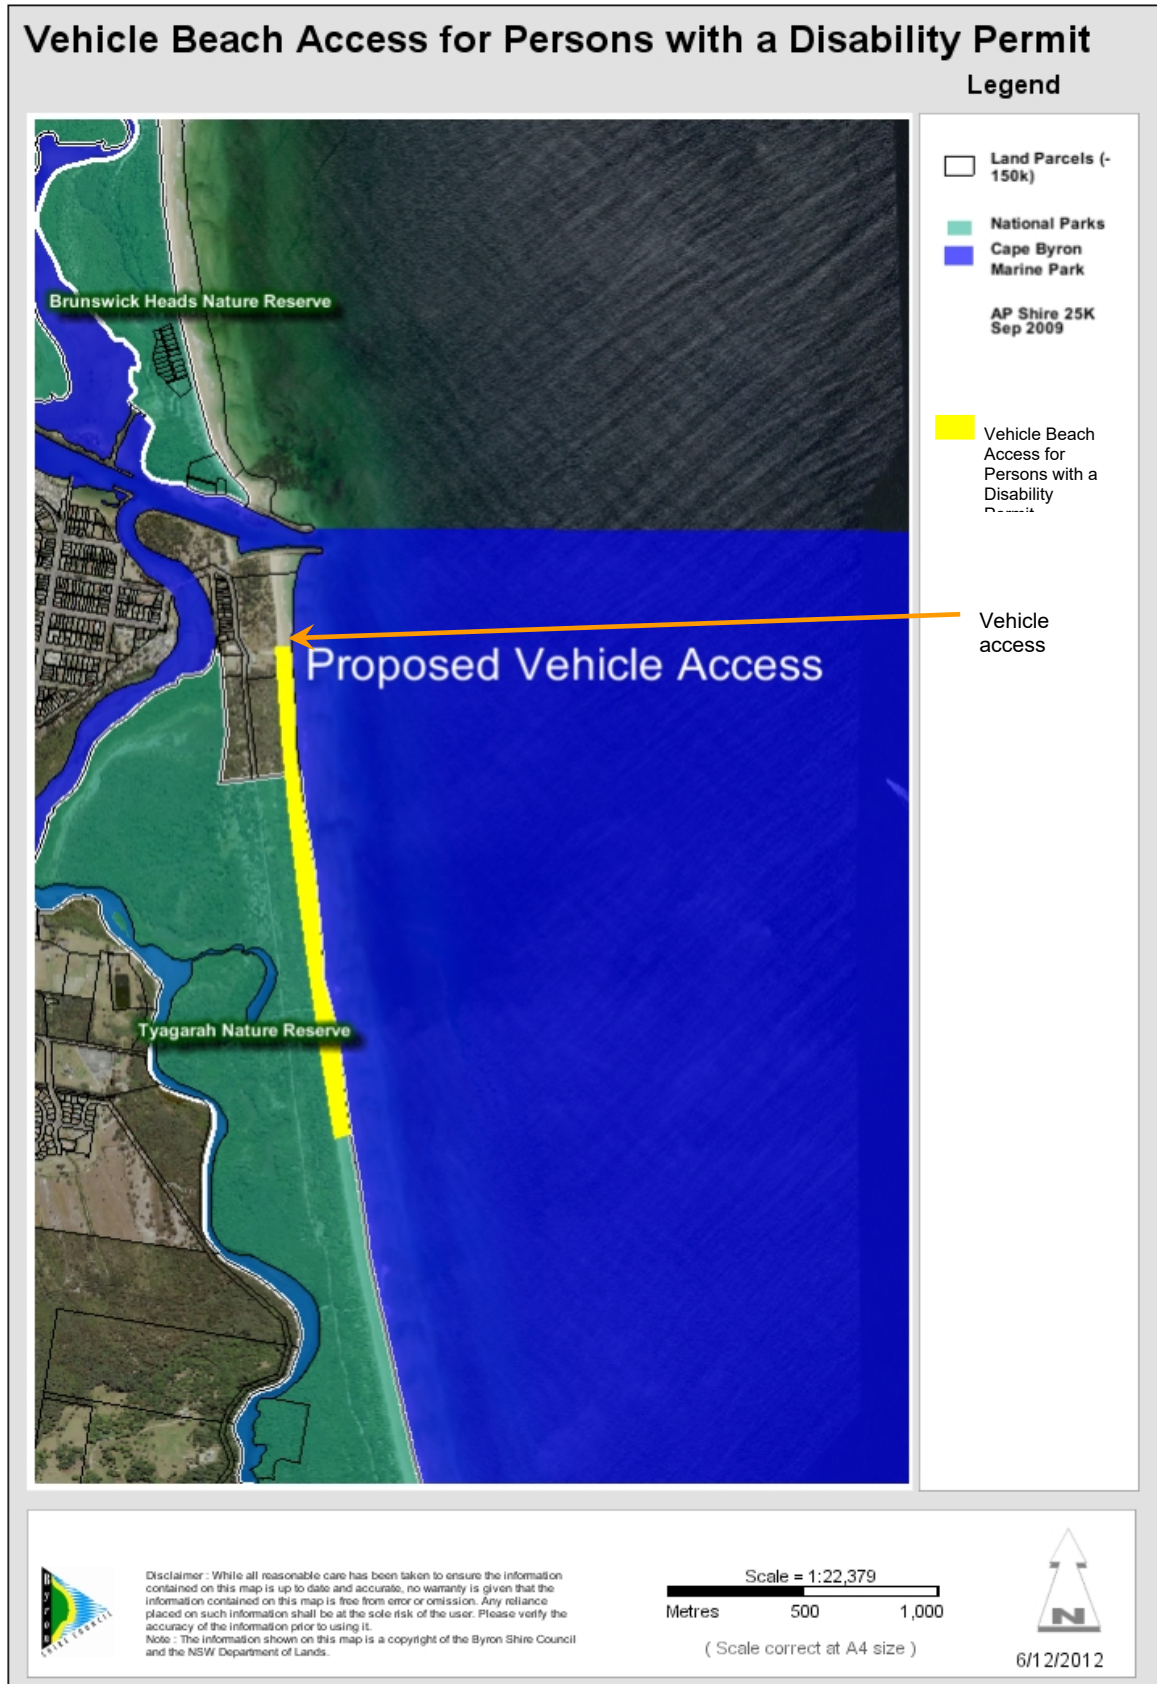 Vehicle Beach Access for Persons with a Disability Permit
Legend
Land Parcels (-
150k)
National Parks
Cape Byron
Marine Park
AP Shire 25K
Sep 2009
Vehicle Beach
Access for
Persons with a
Disability
Vehicle
access
Brunswick Heads Nature Reserve
Proposed Vehicle Access
Tyagarah Nature Reserve
Byron
SHIRE COUNCIL
Disclaimer : While all reasonable care has been taken to ensure the information
contained on this map is up to date and accurate, no warranty is given that the
information contained on this map is free from error or omission. Any reliance
placed on such information shall be at the sole risk of the user. Please verify the
accuracy of the information prior to using it.
Note : The information shown on this map is a copyright of the Byron Shire Council
and the NSW Department of Lands.
Scale = 1:22,379
Metres 500 1,000
( Scale correct at A4 size )
N
6/12/2012